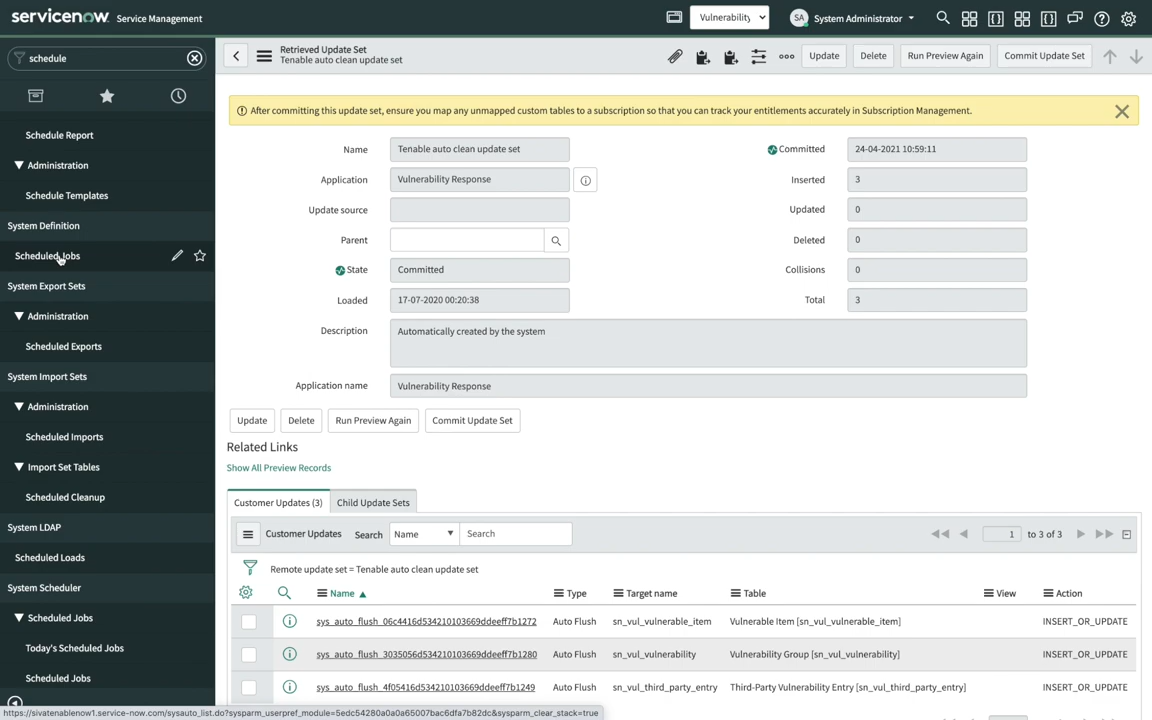 servicenow Service Management
Vulnerability
SA System Administrator
schedule
Schedule Report
Administration
Schedule Templates
System Definition
Scheduled Jobs
System Export Sets
Administration
Scheduled Exports
System Import Sets
Administration
Scheduled Imports
Import Set Tables
Scheduled Cleanup
System LDAP
Scheduled Loads
System Scheduler
Scheduled Jobs
Today's Scheduled Jobs
Scheduled Jobs
Retrieved Update Set
Tenable auto clean update set
Update
Delete
Run Preview Again
Commit Update Set
After committing this update set, ensure you map any unmapped custom tables to a subscription so that you can track your entitlements accurately in Subscription Management.
Name Tenable auto clean update set
Application Vulnerability Response
Update source
Parent
State Committed
Loaded 17-07-2020 00:20:38
Committed 24-04-2021 10:59:11
Inserted 3
Updated 0
Deleted 0
Collisions 0
Total 3
Description Automatically created by the system
Application name Vulnerability Response
Update Delete Run Preview Again Commit Update Set
Related Links
Show All Preview Records
Customer Updates (3) Child Update Sets
Customer Updates Search Name Search 1 to 3 of 3
Remote update set = Tenable auto clean update set
Name Type Target name Table View Action
sys_auto_flush_06c4416d534210103669ddeeff7b1272 Auto Flush sn_vul_vulnerable_item Vulnerable Item [sn_vul_vulnerable_item] INSERT_OR_UPDATE
sys_auto_flush_3035056d534210103669ddeeff7b1280 Auto Flush sn_vul_vulnerability Vulnerability Group [sn_vul_vulnerability] INSERT_OR_UPDATE
sys_auto_flush_4f05416d534210103669ddeeff7b1249 Auto Flush sn_vul_third_party_entry Third-Party Vulnerability Entry [sn_vul_third_party_entry] INSERT_OR_UPDATE
https://sivatenablenow1.service-now.com/sysauto_list.do?sysparm_userpref_module=5edc54280a0a0a65007bac6dfa7b82dc&sysparm_clear_stack=true